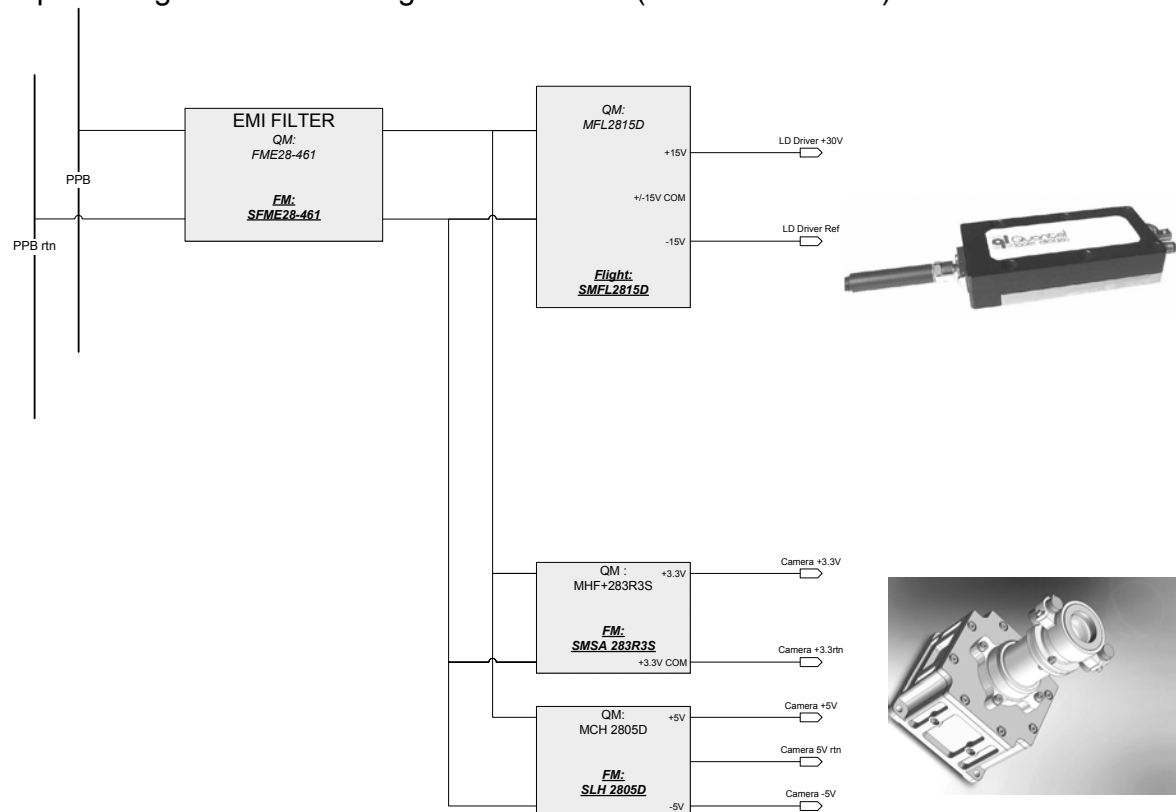 EMI FILTER
QM:
FME28-461
FM:
SFME28-461
PPB
PPB rtn
QM:
MFL2815D
+15V
+/-15V COM
-15V
Flight:
SMFL2815D
LD Driver +30V
LD Driver Ref
Quantel
laser diodes
QM :
MHF+283R3S
+3.3V
FM:
SMSA 283R3S
+3.3V COM
Camera +3.3V
Camera +3.3rtn
QM:
MCH 2805D
+5V
FM:
SLH 2805D
-5V
Camera +5V
Camera 5V rtn
Camera -5V